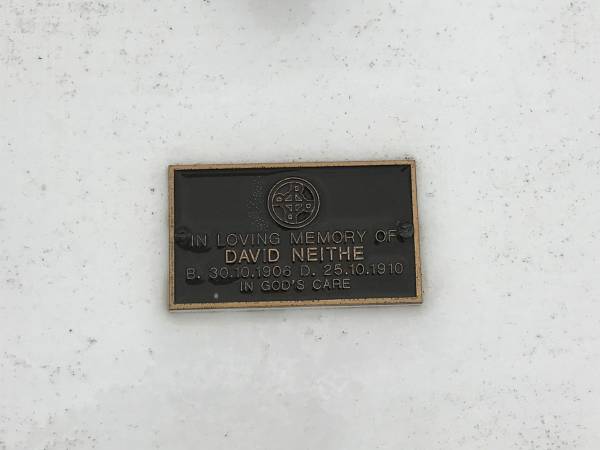 IN LOVING MEMORY OF
DAVID NEITHE
B. 30.10.1906 D. 25.10.1910
IN GOD'S CARE